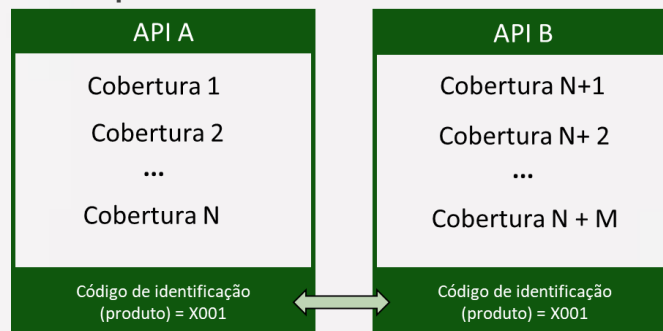 API A
Cobertura 1
Cobertura 2
...
Cobertura N
Código de identificação
(produto) = X001
API B
Cobertura N+1
Cobertura N+ 2
...
Cobertura N + M
Código de identificação
(produto) = X001